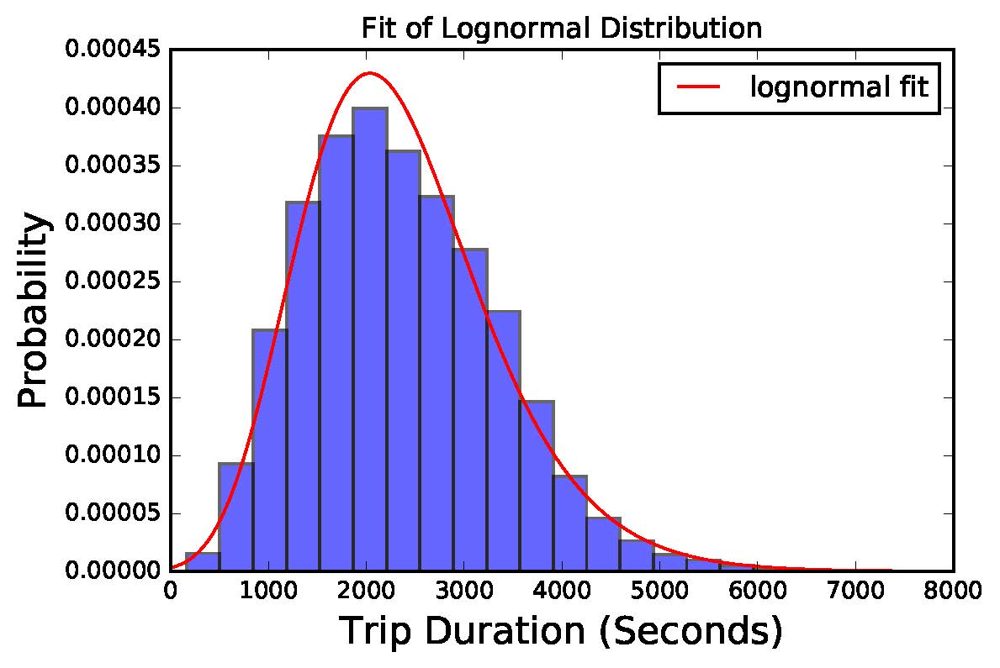 Fit of Lognormal Distribution
lognormal fit
0.00045
0.00040
0.00035
0.00030
0.00025
0.00020
0.00015
0.00010
0.00005
0.00000
Probability
0 1000 2000 3000 4000 5000 6000 7000 8000
Trip Duration (Seconds)